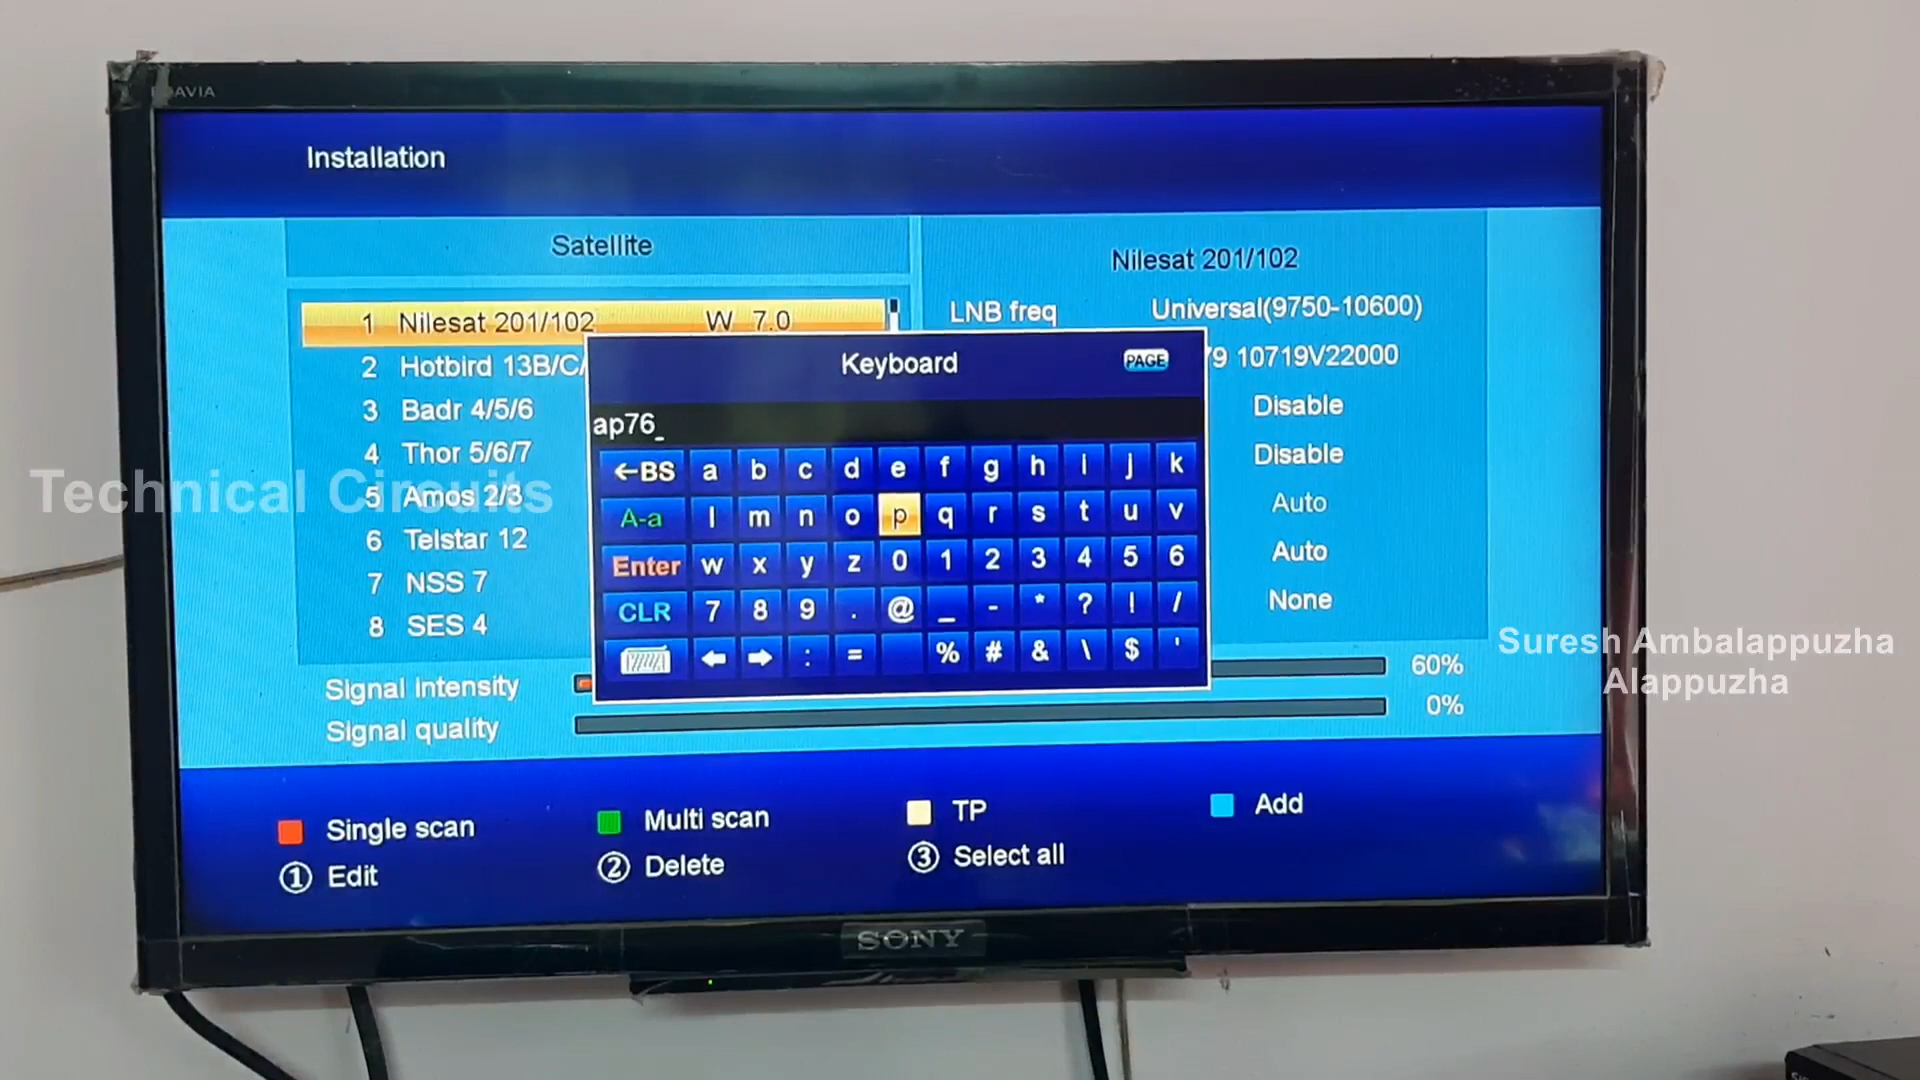 Installation
Satellite
Nilesat 201/102
1 Nilesat 201/102 W 7.0
LNB freq Universal(9750-10600)
2 Hotbird 13B/C/
9 10719V22000
3 Badr 4/5/6
Disable
4 Thor 5/6/7
Disable
5 Amos 2/3
Auto
6 Telstar 12
Auto
7 NSS 7
None
8 SES 4
Keyboard PAGE
ap76_
←BS a b c d e f g h i j k
A-a l m n o p q r s t u v
Enter w x y z 0 1 2 3 4 5 6
CLR 7 8 9 . @ _ - * ? ! /
← → : = % # & \ $ '
Signal intensity 60%
Signal quality 0%
Single scan Multi scan TP Add
① Edit ② Delete ③ Select all
SONY
Technical Circuits
Suresh Ambalappuzha
Alappuzha